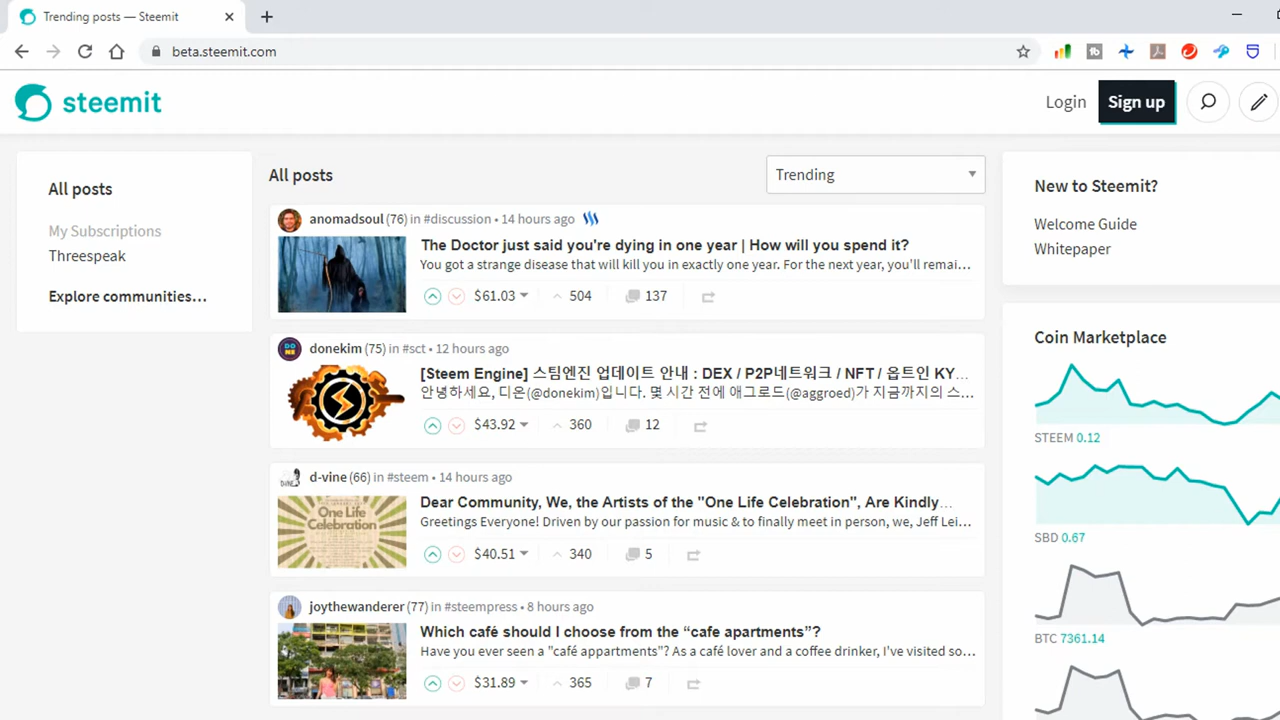 Trending posts — Steemit
beta.steemit.com
steemit
Login
Sign up
All posts
My Subscriptions
Threespeak
Explore communities...
All posts
Trending
anomadsoul (76) in #discussion • 14 hours ago
The Doctor just said you're dying in one year | How will you spend it?
You got a strange disease that will kill you in exactly one year. For the next year, you'll remai...
$61.03 504 137
donekim (75) in #sct • 12 hours ago
[Steem Engine] 스팀엔진 업데이트 안내 : DEX / P2P네트워크 / NFT / 옵트인 KY...
안녕하세요, 디온(@donekim)입니다. 몇 시간 전에 애그로드(@aggroed)가 지금까지의 스...
$43.92 360 12
d-vine (66) in #steem • 14 hours ago
Dear Community, We, the Artists of the "One Life Celebration", Are Kindly...
Greetings Everyone! Driven by our passion for music & to finally meet in person, we, Jeff Lei...
One Life
Celebration
$40.51 340 5
joythewanderer (77) in #steempress • 8 hours ago
Which café should I choose from the “cafe apartments”?
Have you ever seen a "café appartments"? As a café lover and a coffee drinker, I've visited so...
$31.89 365 7
New to Steemit?
Welcome Guide
Whitepaper
Coin Marketplace
STEEM 0.12
SBD 0.67
BTC 7361.14